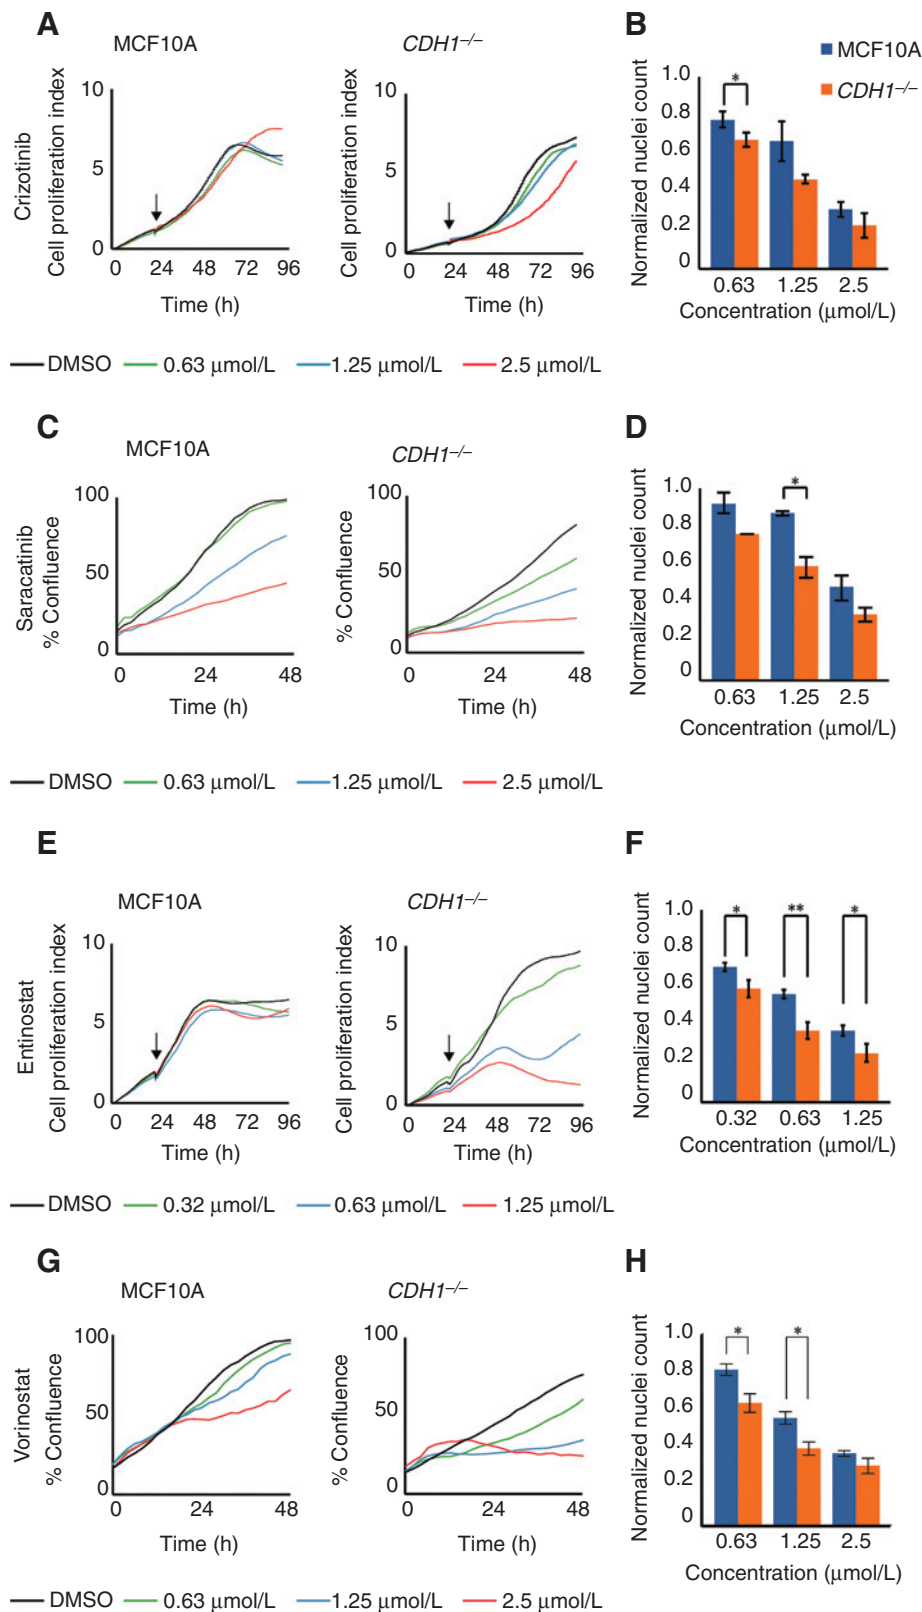 A
MCF10A
CDH1–/–
Crizotinib
Cell proliferation index
10
5
0
0 24 48 72 96
Time (h)
Cell proliferation index
10
5
0
0 24 48 72 96
Time (h)
B
MCF10A
CDH1–/–
Normalized nuclei count
1.0
0.8
0.6
0.4
0.2
0
*
0.63 1.25 2.5
Concentration (μmol/L)
DMSO 0.63 μmol/L 1.25 μmol/L 2.5 μmol/L
C
MCF10A
CDH1–/–
Saracatinib
% Confluence
100
50
0
0 24 48
Time (h)
% Confluence
100
50
0
0 24 48
Time (h)
D
Normalized nuclei count
1.0
0.8
0.6
0.4
0.2
0
*
0.63 1.25 2.5
Concentration (μmol/L)
DMSO 0.63 μmol/L 1.25 μmol/L 2.5 μmol/L
E
MCF10A
CDH1–/–
Entinostat
Cell proliferation index
10
5
0
0 24 48 72 96
Time (h)
Cell proliferation index
10
5
0
0 24 48 72 96
Time (h)
F
Normalized nuclei count
1.0
0.8
0.6
0.4
0.2
0
* ** *
0.32 0.63 1.25
Concentration (μmol/L)
DMSO 0.32 μmol/L 0.63 μmol/L 1.25 μmol/L
G
MCF10A
CDH1–/–
Vorinostat
% Confluence
100
50
0
0 24 48
Time (h)
% Confluence
100
50
0
0 24 48
Time (h)
H
Normalized nuclei count
1.0
0.8
0.6
0.4
0.2
0
* *
0.63 1.25 2.5
Concentration (μmol/L)
DMSO 0.63 μmol/L 1.25 μmol/L 2.5 μmol/L